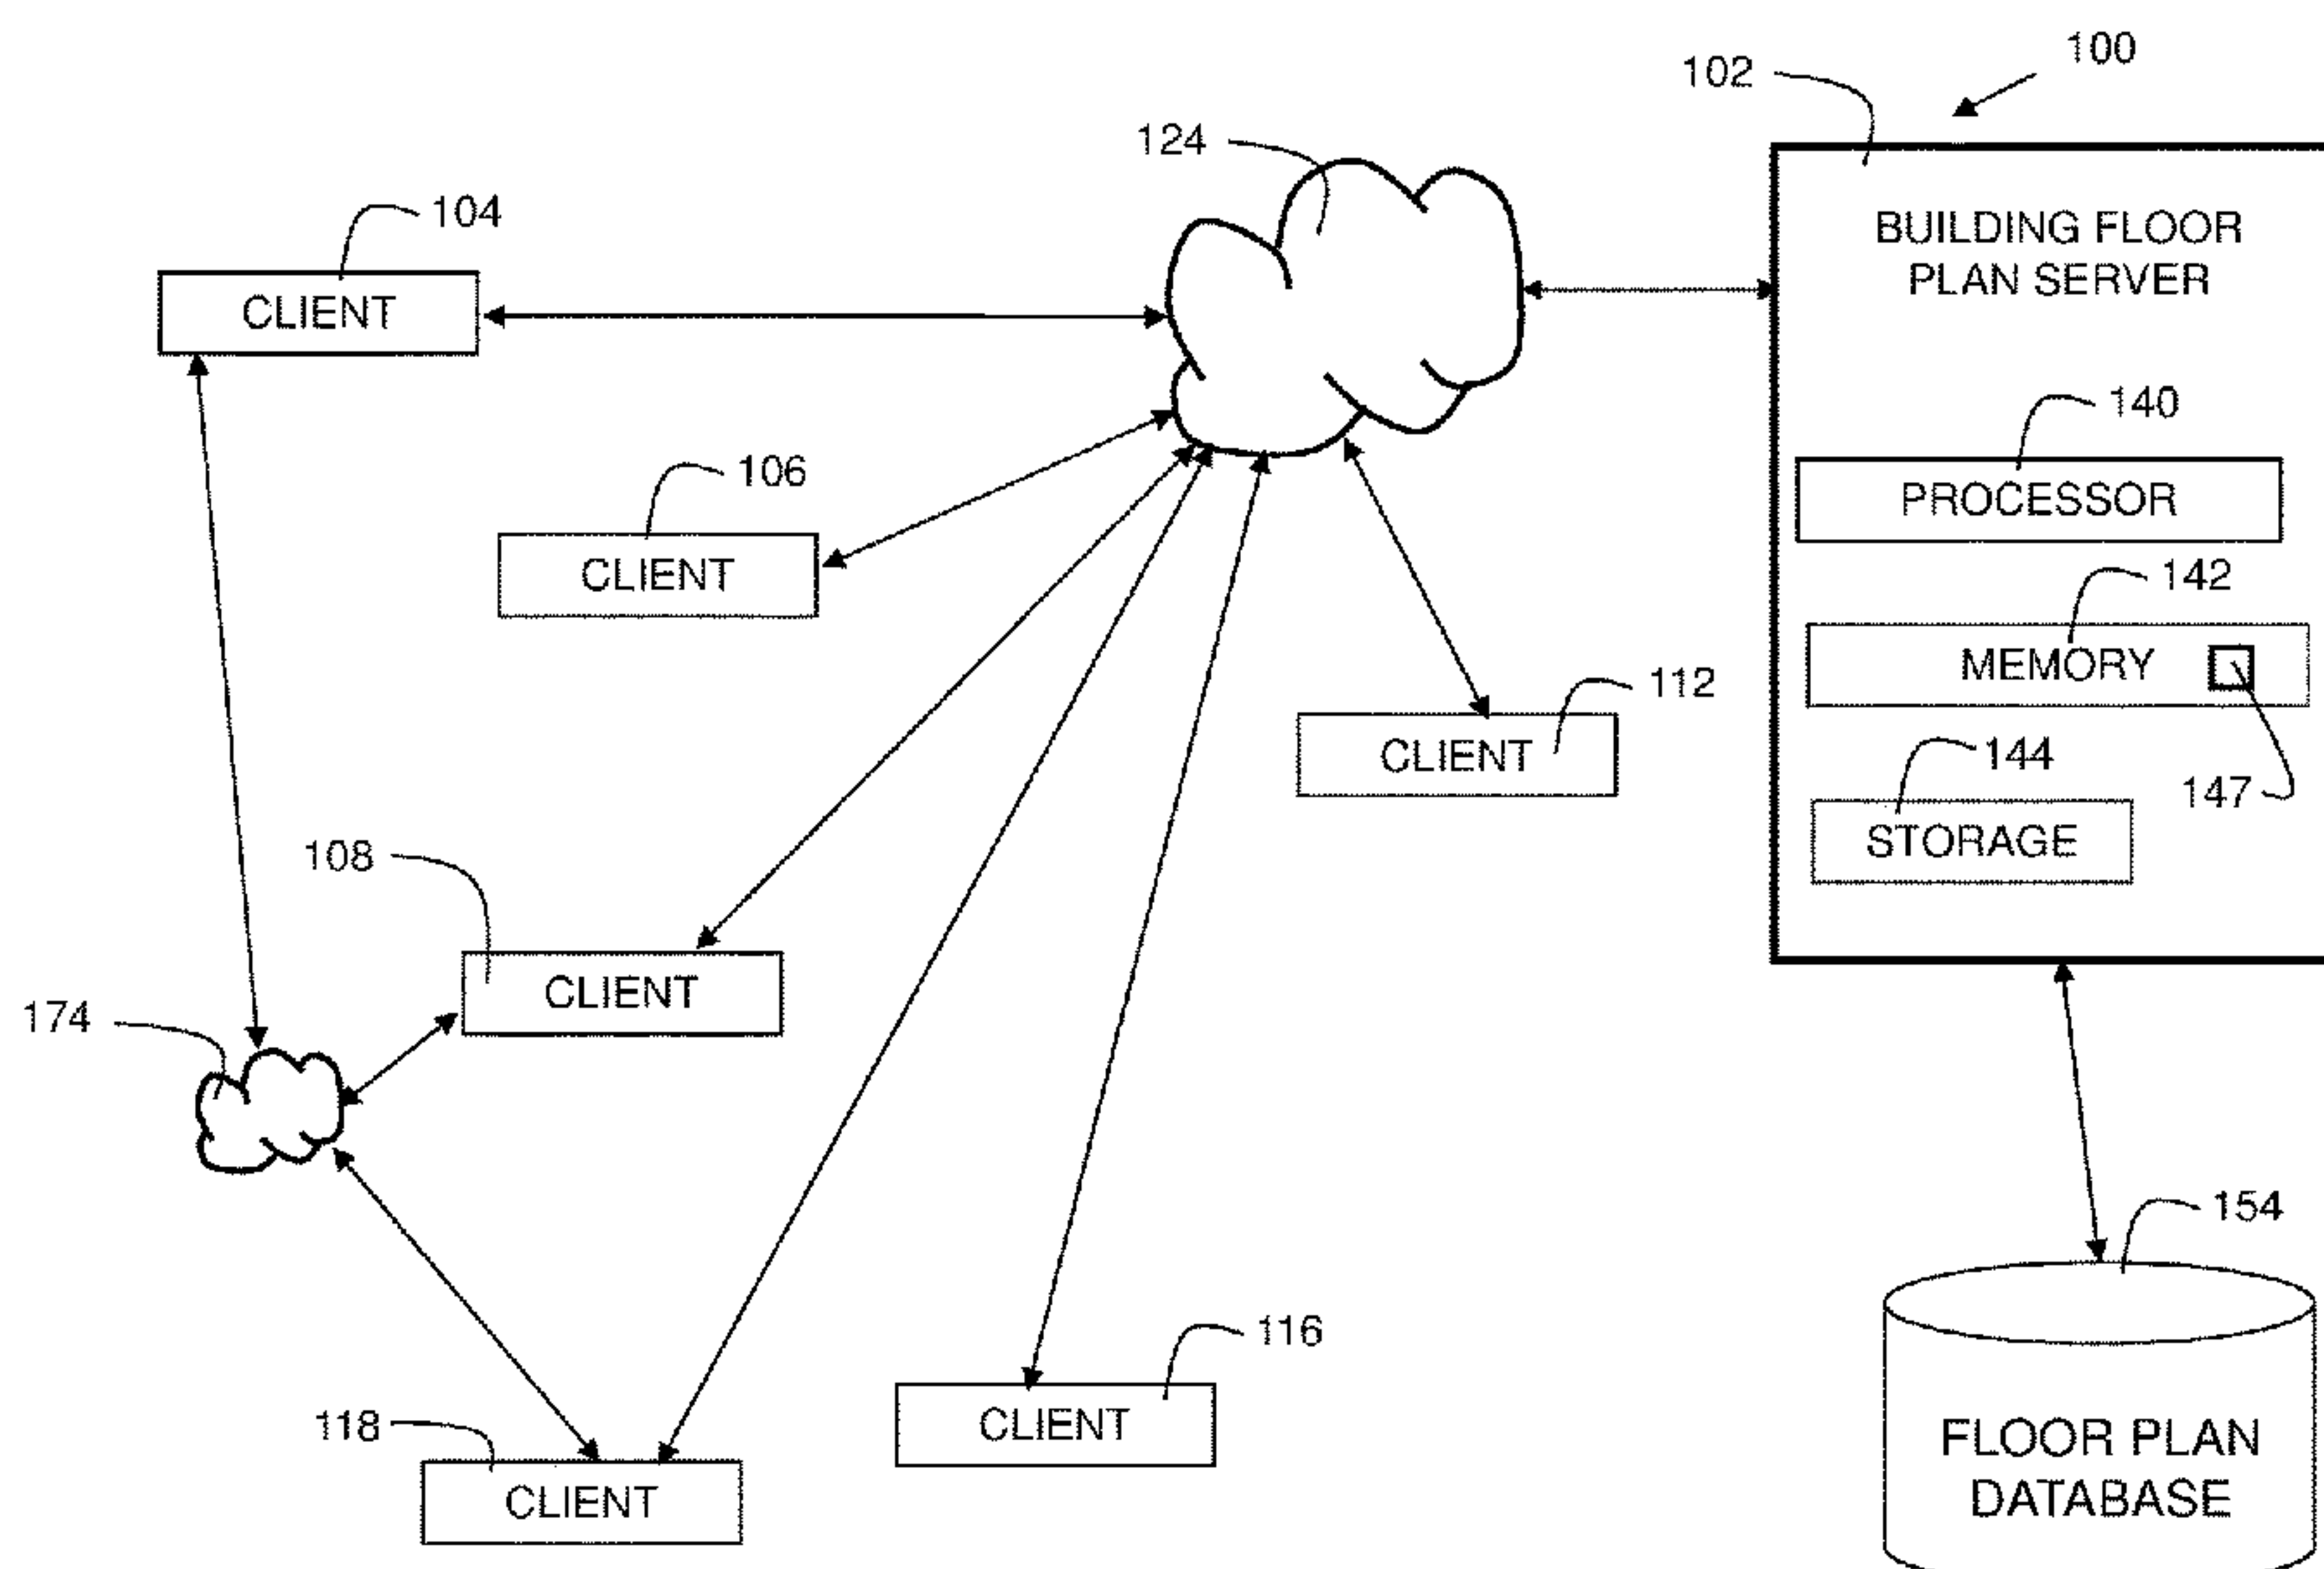 100
102
124
104
BUILDING FLOOR
PLAN SERVER
CLIENT
140
106
PROCESSOR
CLIENT
142
MEMORY
112
CLIENT
144
147
STORAGE
108
CLIENT
174
154
116
118
CLIENT
FLOOR PLAN
DATABASE
CLIENT